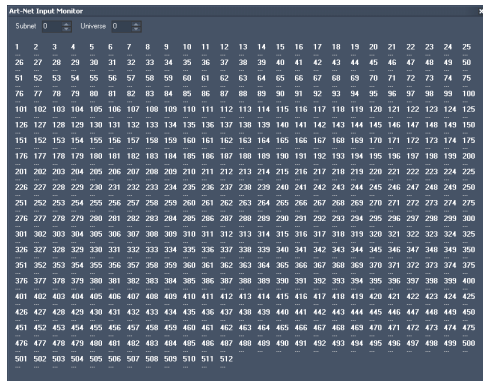 Art-Net Input Monitor x
Subnet 0 Universe 0
1 2 3 4 5 6 7 8 9 10 11 12 13 14 15 16 17 18 19 20 21 22 23 24 25
... ... ... ... ... ... ... ... ... ... ... ... ... ... ... ... ... ... ... ... ... ... ... ... ...
26 27 28 29 30 31 32 33 34 35 36 37 38 39 40 41 42 43 44 45 46 47 48 49 50
... ... ... ... ... ... ... ... ... ... ... ... ... ... ... ... ... ... ... ... ... ... ... ... ...
51 52 53 54 55 56 57 58 59 60 61 62 63 64 65 66 67 68 69 70 71 72 73 74 75
... ... ... ... ... ... ... ... ... ... ... ... ... ... ... ... ... ... ... ... ... ... ... ... ...
76 77 78 79 80 81 82 83 84 85 86 87 88 89 90 91 92 93 94 95 96 97 98 99 100
... ... ... ... ... ... ... ... ... ... ... ... ... ... ... ... ... ... ... ... ... ... ... ... ...
101 102 103 104 105 106 107 108 109 110 111 112 113 114 115 116 117 118 119 120 121 122 123 124 125
... ... ... ... ... ... ... ... ... ... ... ... ... ... ... ... ... ... ... ... ... ... ... ... ...
126 127 128 129 130 131 132 133 134 135 136 137 138 139 140 141 142 143 144 145 146 147 148 149 150
... ... ... ... ... ... ... ... ... ... ... ... ... ... ... ... ... ... ... ... ... ... ... ... ...
151 152 153 154 155 156 157 158 159 160 161 162 163 164 165 166 167 168 169 170 171 172 173 174 175
... ... ... ... ... ... ... ... ... ... ... ... ... ... ... ... ... ... ... ... ... ... ... ... ...
176 177 178 179 180 181 182 183 184 185 186 187 188 189 190 191 192 193 194 195 196 197 198 199 200
... ... ... ... ... ... ... ... ... ... ... ... ... ... ... ... ... ... ... ... ... ... ... ... ...
201 202 203 204 205 206 207 208 209 210 211 212 213 214 215 216 217 218 219 220 221 222 223 224 225
... ... ... ... ... ... ... ... ... ... ... ... ... ... ... ... ... ... ... ... ... ... ... ... ...
226 227 228 229 230 231 232 233 234 235 236 237 238 239 240 241 242 243 244 245 246 247 248 249 250
... ... ... ... ... ... ... ... ... ... ... ... ... ... ... ... ... ... ... ... ... ... ... ... ...
251 252 253 254 255 256 257 258 259 260 261 262 263 264 265 266 267 268 269 270 271 272 273 274 275
... ... ... ... ... ... ... ... ... ... ... ... ... ... ... ... ... ... ... ... ... ... ... ... ...
276 277 278 279 280 281 282 283 284 285 286 287 288 289 290 291 292 293 294 295 296 297 298 299 300
... ... ... ... ... ... ... ... ... ... ... ... ... ... ... ... ... ... ... ... ... ... ... ... ...
301 302 303 304 305 306 307 308 309 310 311 312 313 314 315 316 317 318 319 320 321 322 323 324 325
... ... ... ... ... ... ... ... ... ... ... ... ... ... ... ... ... ... ... ... ... ... ... ... ...
326 327 328 329 330 331 332 333 334 335 336 337 338 339 340 341 342 343 344 345 346 347 348 349 350
... ... ... ... ... ... ... ... ... ... ... ... ... ... ... ... ... ... ... ... ... ... ... ... ...
351 352 353 354 355 356 357 358 359 360 361 362 363 364 365 366 367 368 369 370 371 372 373 374 375
... ... ... ... ... ... ... ... ... ... ... ... ... ... ... ... ... ... ... ... ... ... ... ... ...
376 377 378 379 380 381 382 383 384 385 386 387 388 389 390 391 392 393 394 395 396 397 398 399 400
... ... ... ... ... ... ... ... ... ... ... ... ... ... ... ... ... ... ... ... ... ... ... ... ...
401 402 403 404 405 406 407 408 409 410 411 412 413 414 415 416 417 418 419 420 421 422 423 424 425
... ... ... ... ... ... ... ... ... ... ... ... ... ... ... ... ... ... ... ... ... ... ... ... ...
426 427 428 429 430 431 432 433 434 435 436 437 438 439 440 441 442 443 444 445 446 447 448 449 450
... ... ... ... ... ... ... ... ... ... ... ... ... ... ... ... ... ... ... ... ... ... ... ... ...
451 452 453 454 455 456 457 458 459 460 461 462 463 464 465 466 467 468 469 470 471 472 473 474 475
... ... ... ... ... ... ... ... ... ... ... ... ... ... ... ... ... ... ... ... ... ... ... ... ...
476 477 478 479 480 481 482 483 484 485 486 487 488 489 490 491 492 493 494 495 496 497 498 499 500
... ... ... ... ... ... ... ... ... ... ... ... ... ... ... ... ... ... ... ... ... ... ... ... ...
501 502 503 504 505 506 507 508 509 510 511 512
... ... ... ... ... ... ... ... ... ... ... ...